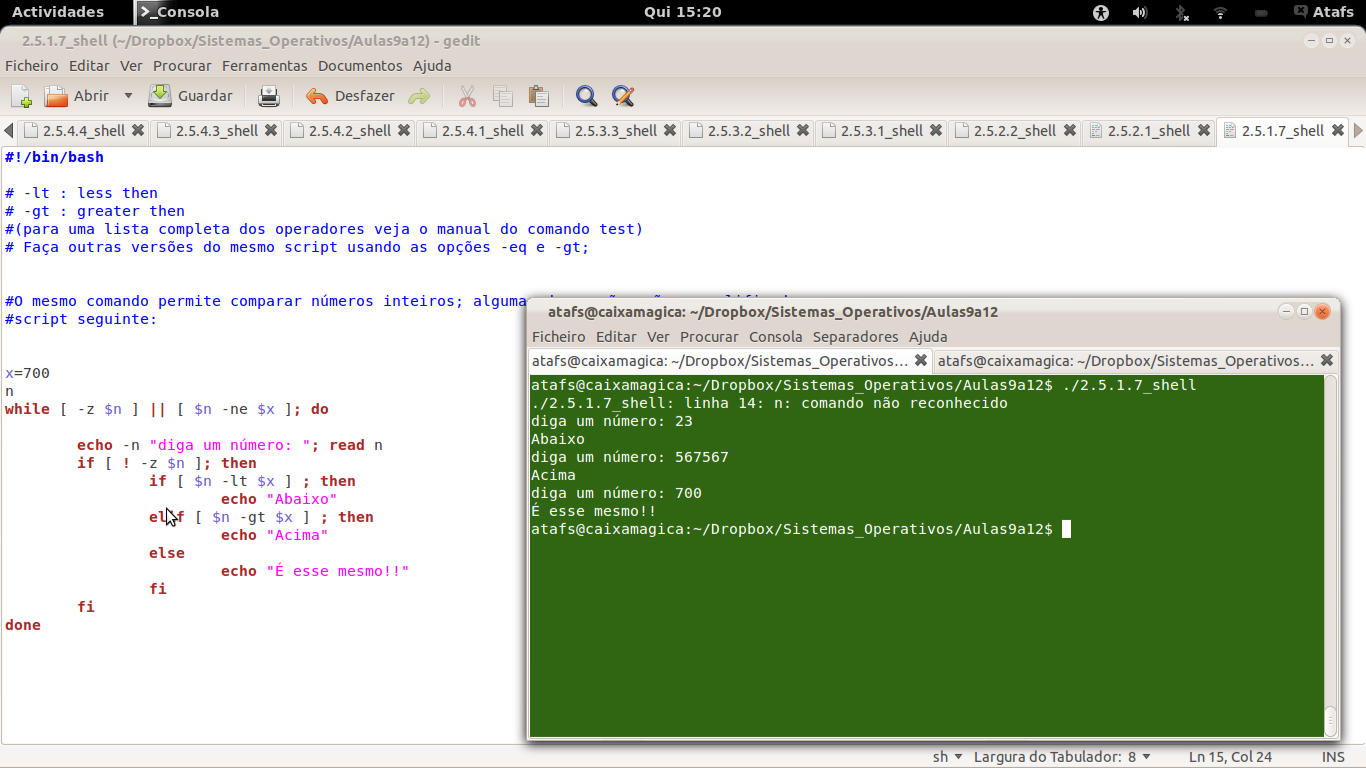 Actividades
Consola
Qui 15:20
Atafs
2.5.1.7_shell (~/Dropbox/Sistemas_Operativos/Aulas9a12) - gedit
Ficheiro Editar Ver Procurar Ferramentas Documentos Ajuda
Abrir Guardar Desfazer
2.5.4.4_shell 2.5.4.3_shell 2.5.4.2_shell 2.5.4.1_shell 2.5.3.3_shell 2.5.3.2_shell 2.5.3.1_shell 2.5.2.2_shell 2.5.2.1_shell 2.5.1.7_shell
#!/bin/bash
# -lt : less then
# -gt : greater then
#(para uma lista completa dos operadores veja o manual do comando test)
# Faça outras versões do mesmo script usando as opções -eq e -gt;
#O mesmo comando permite comparar números inteiros;
#script seguinte:
x=700
n
while [ -z $n ] || [ $n -ne $x ]; do
echo -n "diga um número: "; read n
if [ ! -z $n ]; then
if [ $n -lt $x ] ; then
echo "Abaixo"
elif [ $n -gt $x ] ; then
echo "Acima"
else
echo "É esse mesmo!!"
fi
fi
done
atafs@caixamagica: ~/Dropbox/Sistemas_Operativos/Aulas9a12
Ficheiro Editar Ver Procurar Consola Separadores Ajuda
atafs@caixamagica: ~/Dropbox/Sistemas_Operativos... atafs@caixamagica: ~/Dropbox/Sistemas_Operativos...
atafs@caixamagica:~/Dropbox/Sistemas_Operativos/Aulas9a12$ ./2.5.1.7_shell
./2.5.1.7_shell: linha 14: n: comando não reconhecido
diga um número: 23
Abaixo
diga um número: 567567
Acima
diga um número: 700
É esse mesmo!!
atafs@caixamagica:~/Dropbox/Sistemas_Operativos/Aulas9a12$
sh Largura do Tabulador: 8 Ln 15, Col 24 INS